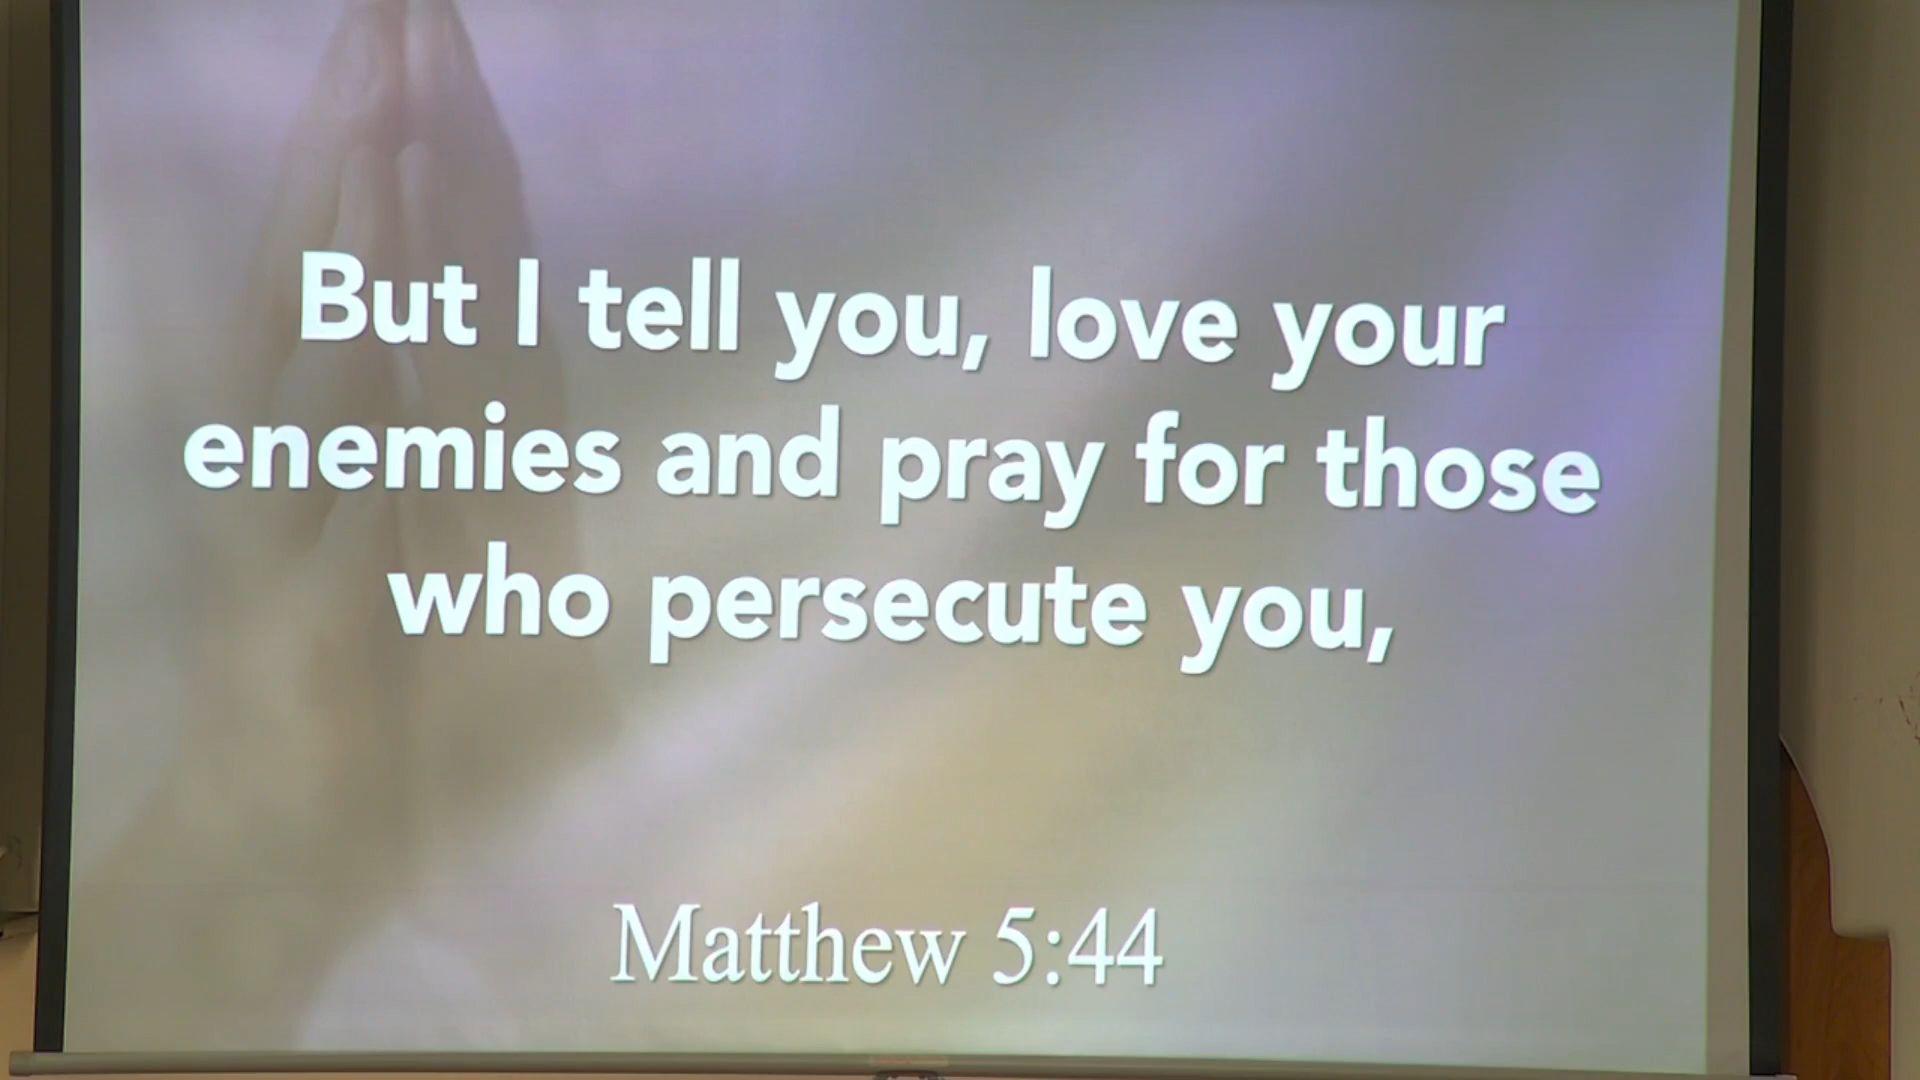 But I tell you, love your
enemies and pray for those
who persecute you,
Matthew 5:44